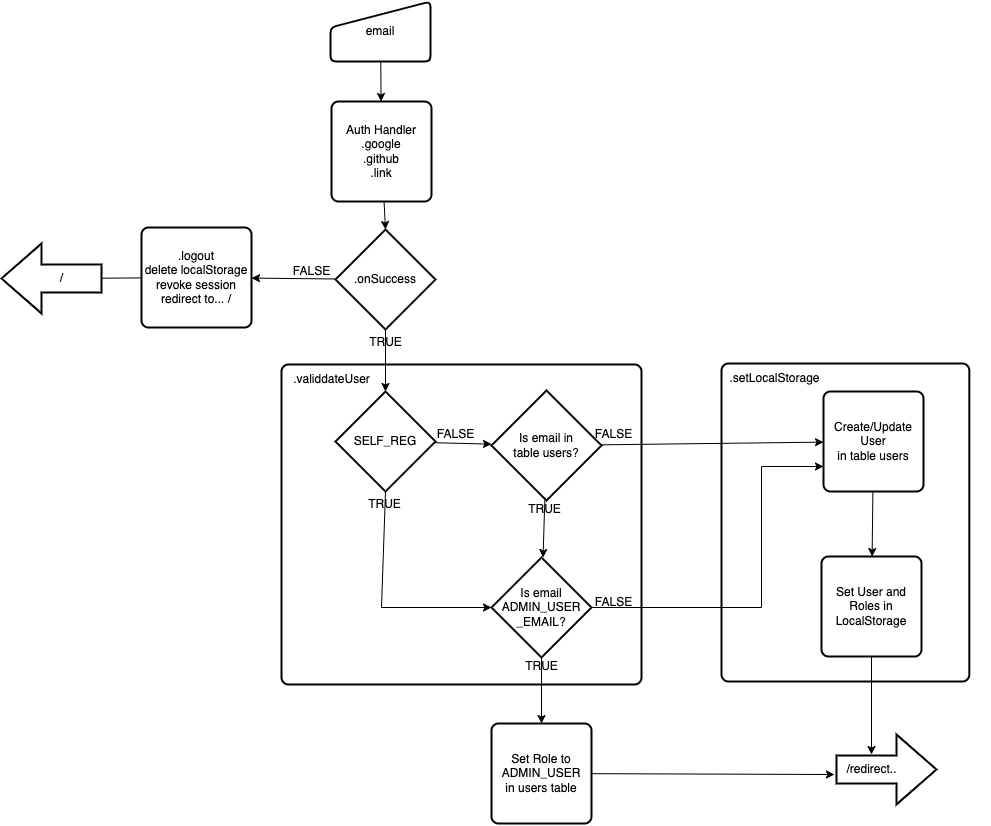 email
Auth Handler
.google
.github
.link
.onSuccess
FALSE
.logout
delete localStorage
revoke session
redirect to... /
/
TRUE
.validdateUser
SELF_REG
FALSE
Is email in
table users?
FALSE
TRUE
TRUE
Is email
ADMIN_USER
_EMAIL?
FALSE
TRUE
.setLocalStorage
Create/Update
User
in table users
Set User and
Roles in
LocalStorage
Set Role to
ADMIN_USER
in users table
/redirect..